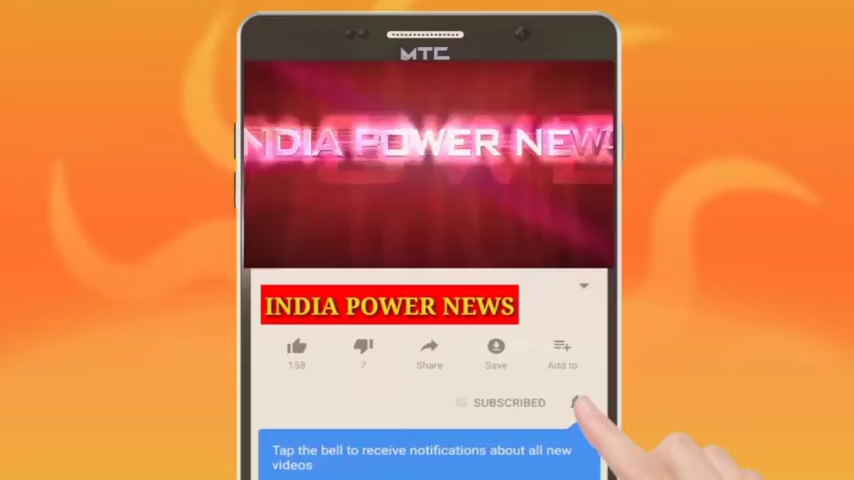 MTC
INDIA POWER NEWS
INDIA POWER NEWS
158
7
Share
Save
Add to
SUBSCRIBED
Tap the bell to receive notifications about all new
videos